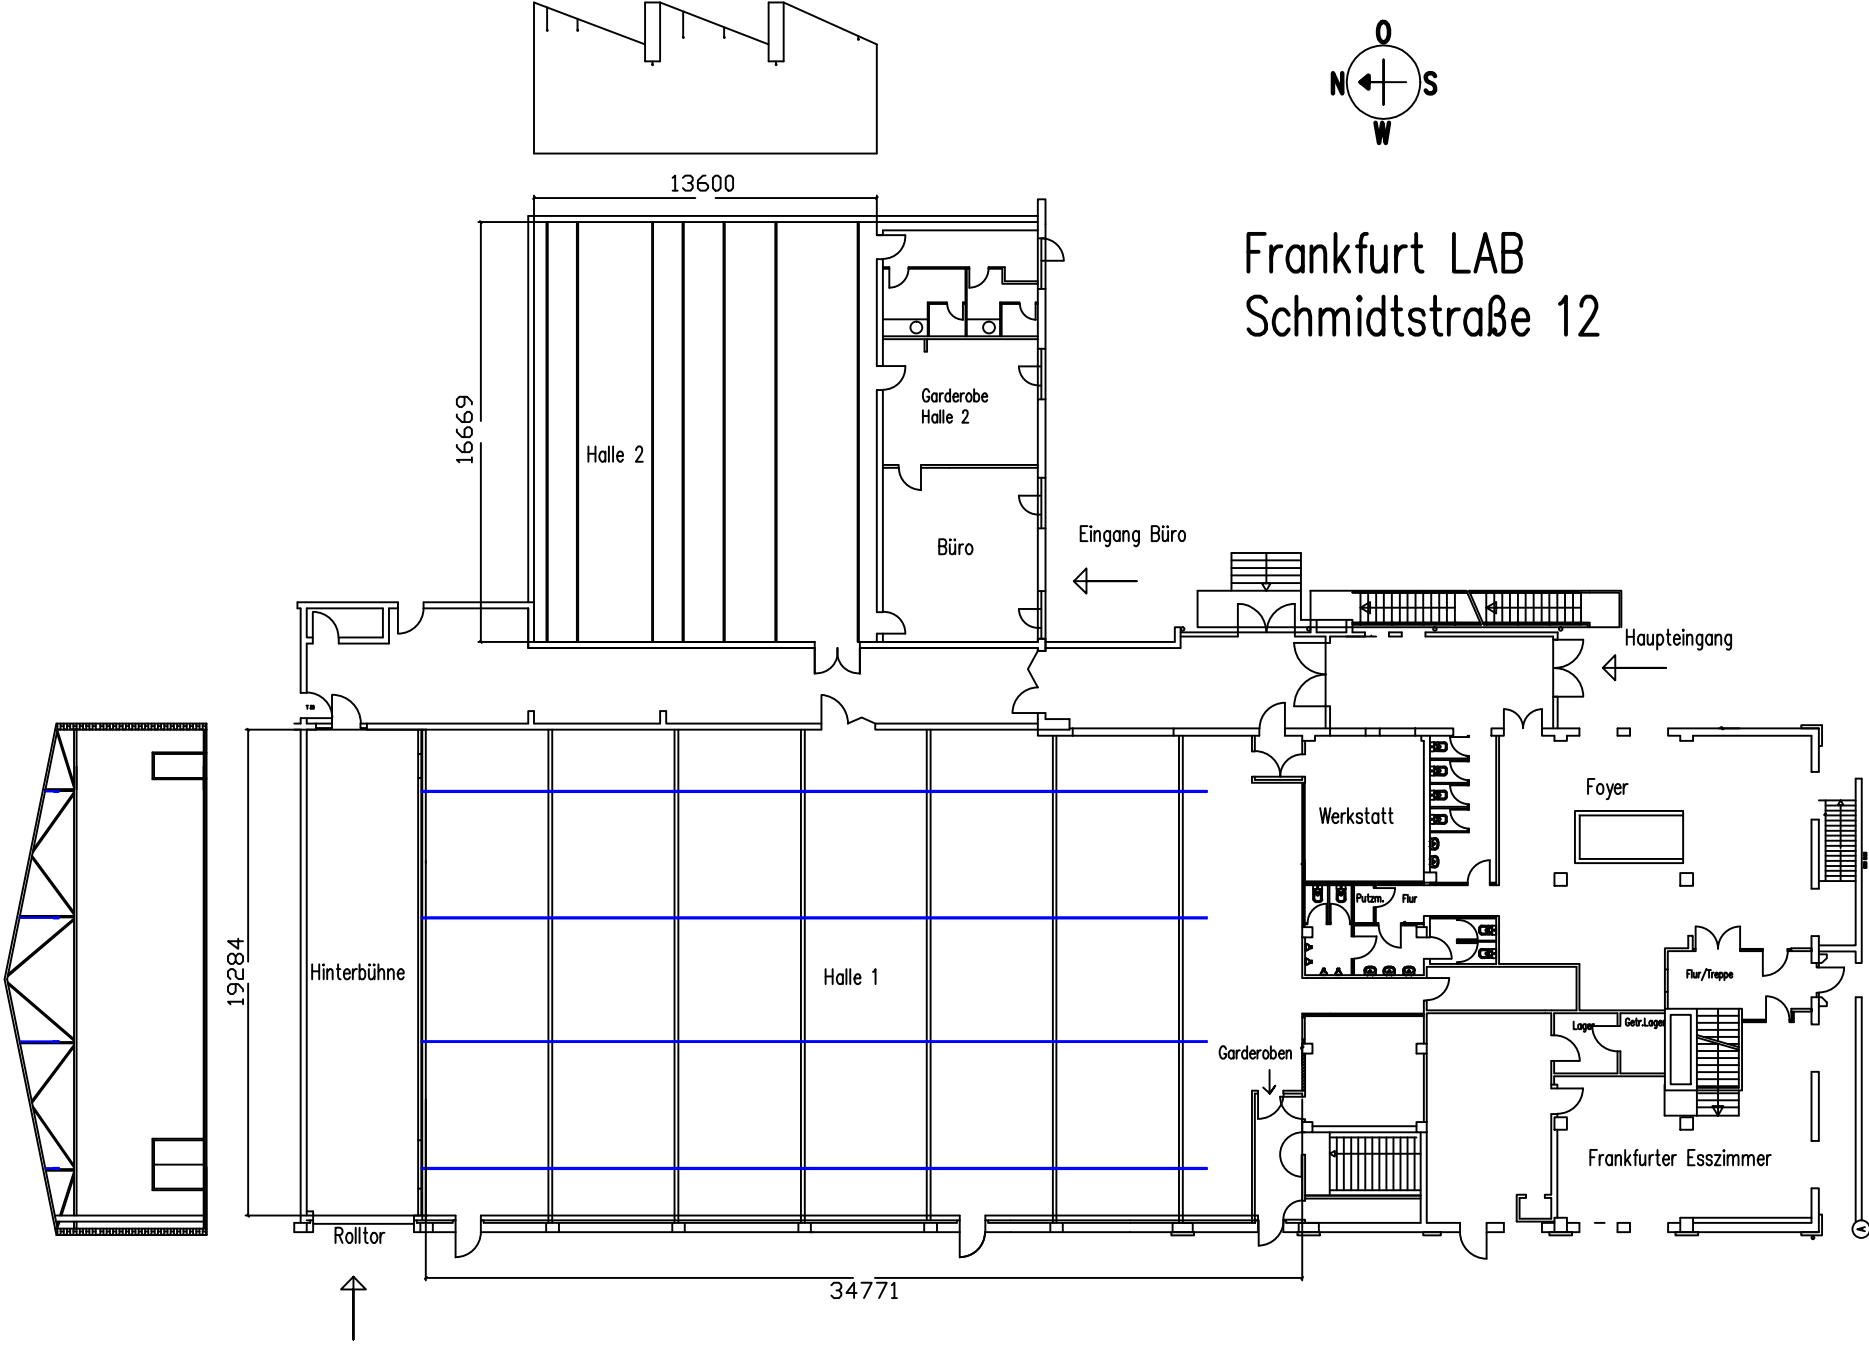 O
N
S
W
13600
Frankfurt LAB
Schmidtstraße 12
16669
Garderobe
Halle 2
Halle 2
Büro
Eingang Büro
Haupteingang
Foyer
Werkstatt
Putzm.
Flur
19284
Hinterbühne
Halle 1
Flur/Treppe
Lager
Getr.Lager
Garderoben
Frankfurter Esszimmer
Rolltor
34771